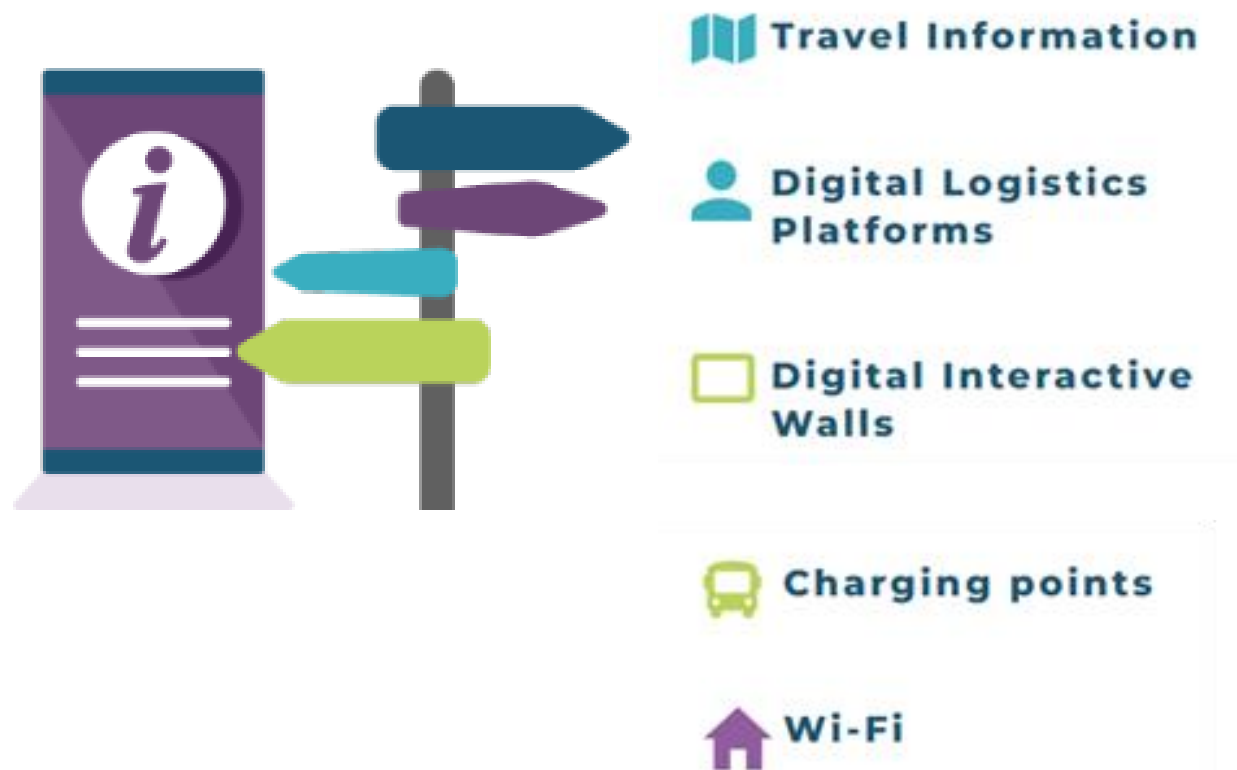 i
Travel Information
Digital Logistics
Platforms
Digital Interactive
Walls
Charging points
Wi-Fi